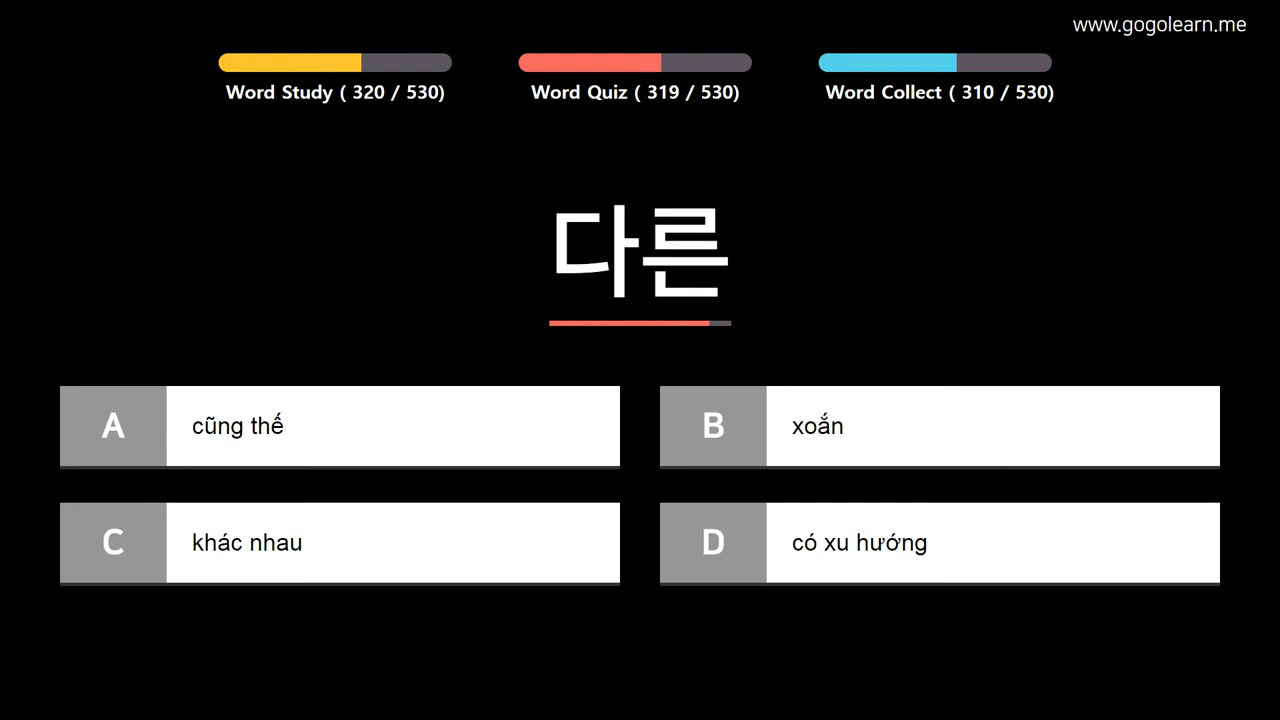 www.gogolearn.me
Word Study ( 320 / 530)
Word Quiz ( 319 / 530)
Word Collect ( 310 / 530)
다른
A
cũng thế
B
xoắn
C
khác nhau
D
có xu hướng